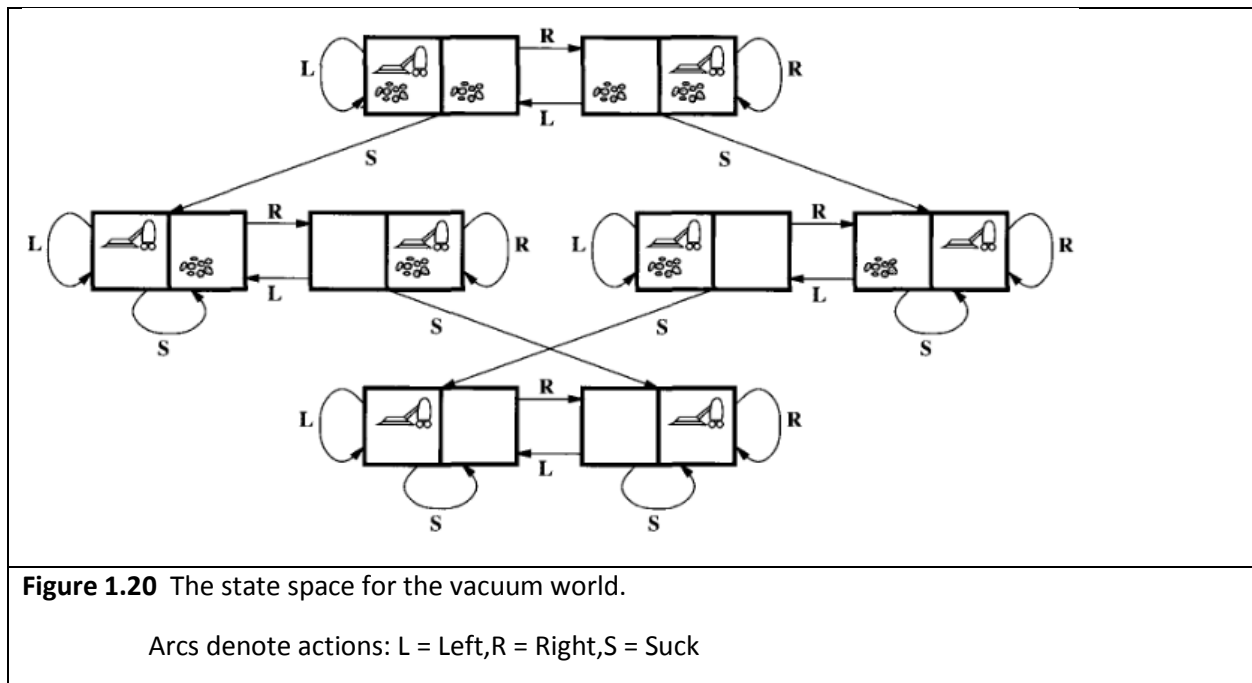 R
L R
L
S S
R R
L R L R
L L
S S S S
R
L R
L
S S
Figure 1.20 The state space for the vacuum world.
Arcs denote actions: L = Left,R = Right,S = Suck